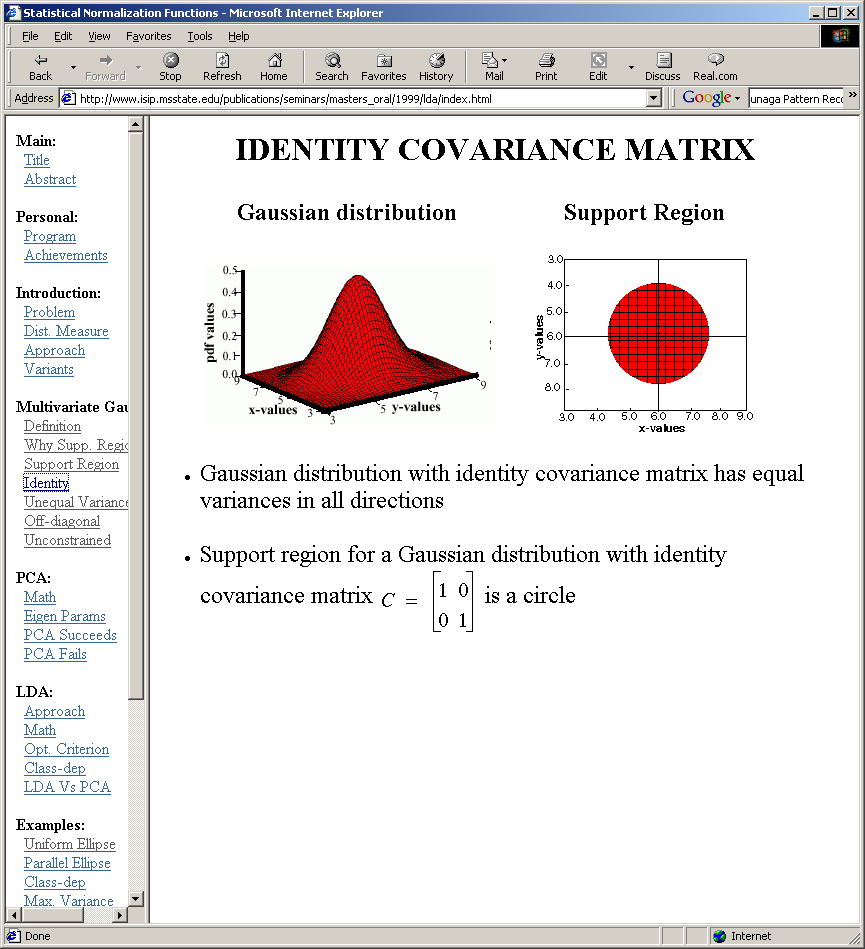 Statistical Normalization Functions - Microsoft Internet Explorer
File Edit View Favorites Tools Help
Back Forward Stop Refresh Home Search Favorites History Mail Print Edit Discuss Real.com
Address http://www.isip.msstate.edu/publications/seminars/masters_oral/1999/lda/index.html Google unaga Pattern Reco »
Main:
Title
Abstract
Personal:
Program
Achievements
Introduction:
Problem
Dist. Measure
Approach
Variants
Multivariate Gau
Definition
Why Supp. Regio
Support Region
Identity
Unequal Variance
Off-diagonal
Unconstrained
PCA:
Math
Eigen Params
PCA Succeeds
PCA Fails
LDA:
Approach
Math
Opt. Criterion
Class-dep
LDA Vs PCA
Examples:
Uniform Ellipse
Parallel Ellipse
Class-dep
Max. Variance
IDENTITY COVARIANCE MATRIX
Gaussian distribution
0.5
0.4
0.3
0.2
0.1
0.0
pdf values
9 7 5 3
x-values
3 5 7 9
y-values
Support Region
3.0
4.0
5.0
6.0
7.0
8.0
y-values
3.0 4.0 5.0 6.0 7.0 8.0 9.0
x-values
• Gaussian distribution with identity covariance matrix has equal
variances in all directions
• Support region for a Gaussian distribution with identity
covariance matrix C = [1 0
0 1] is a circle
Done Internet